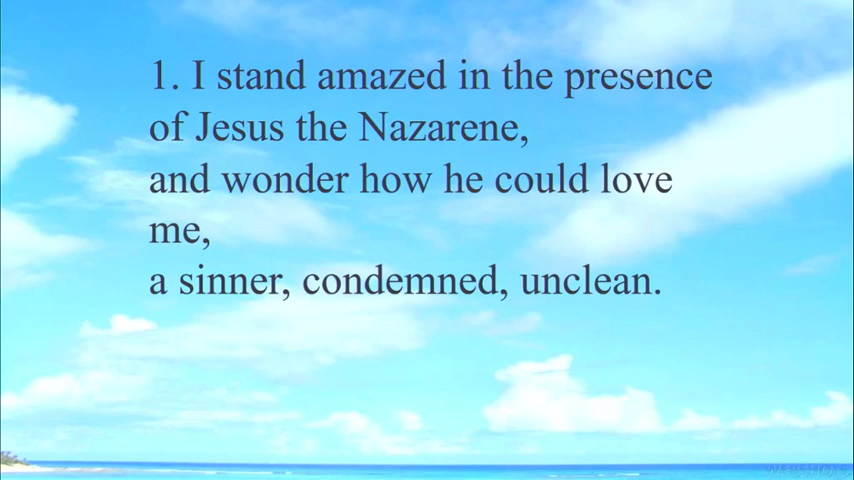 1. I stand amazed in the presence
of Jesus the Nazarene,
and wonder how he could love
me,
a sinner, condemned, unclean.